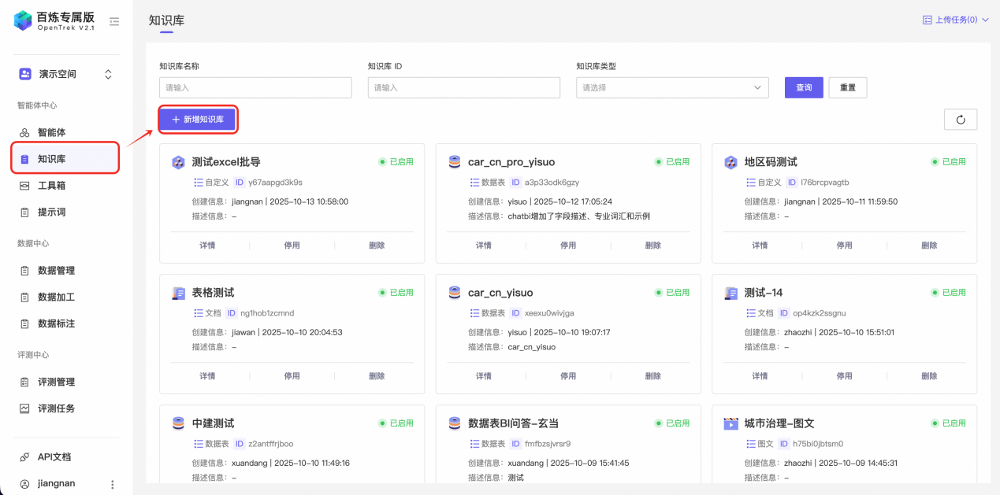 百炼专属版
OpenTrek V2.1
演示空间
智能体中心
智能体
知识库
工具箱
提示词
数据中心
数据管理
数据加工
数据标注
评测中心
评测管理
评测任务
API文档
jiangnan
知识库
上传任务(0)
知识库名称 知识库 ID 知识库类型
请输入 请输入 请选择 查询 重置
+ 新增知识库
测试excel批导 已启用
自定义 ID y67aapgd3k9s
创建信息: jiangnan | 2025-10-13 10:58:00
描述信息: –
详情 停用 删除
car_cn_pro_yisuo 已启用
数据表 ID a3p33odk6gzy
创建信息: yisuo | 2025-10-12 17:05:24
描述信息: chatbi增加了字段描述、专业词汇和示例
详情 停用 删除
地区码测试 已启用
自定义 ID l76brcpvagtb
创建信息: jiangnan | 2025-10-11 11:59:50
描述信息: –
详情 停用 删除
表格测试 已启用
文档 ID ng1hob1zcmnd
创建信息: jiawan | 2025-10-10 20:04:53
描述信息: –
详情 停用 删除
car_cn_yisuo 已启用
数据表 ID xeexu0wivjga
创建信息: yisuo | 2025-10-10 19:07:17
描述信息: car_cn_yisuo
详情 停用 删除
测试-14 已启用
文档 ID op4kzk2ssgnu
创建信息: zhaozhi | 2025-10-10 15:51:01
描述信息: –
详情 停用 删除
中建测试 已启用
数据表 ID z2antffrjboo
创建信息: xuandang | 2025-10-10 11:49:16
描述信息: –
数据表BI问答-玄当 已启用
数据表 ID fmfbzsjvrsr9
创建信息: xuandang | 2025-10-09 15:41:45
描述信息: 测试
城市治理-图文 已启用
图文 ID h75bi0jbtsm0
创建信息: zhaozhi | 2025-10-09 14:45:31
描述信息: –